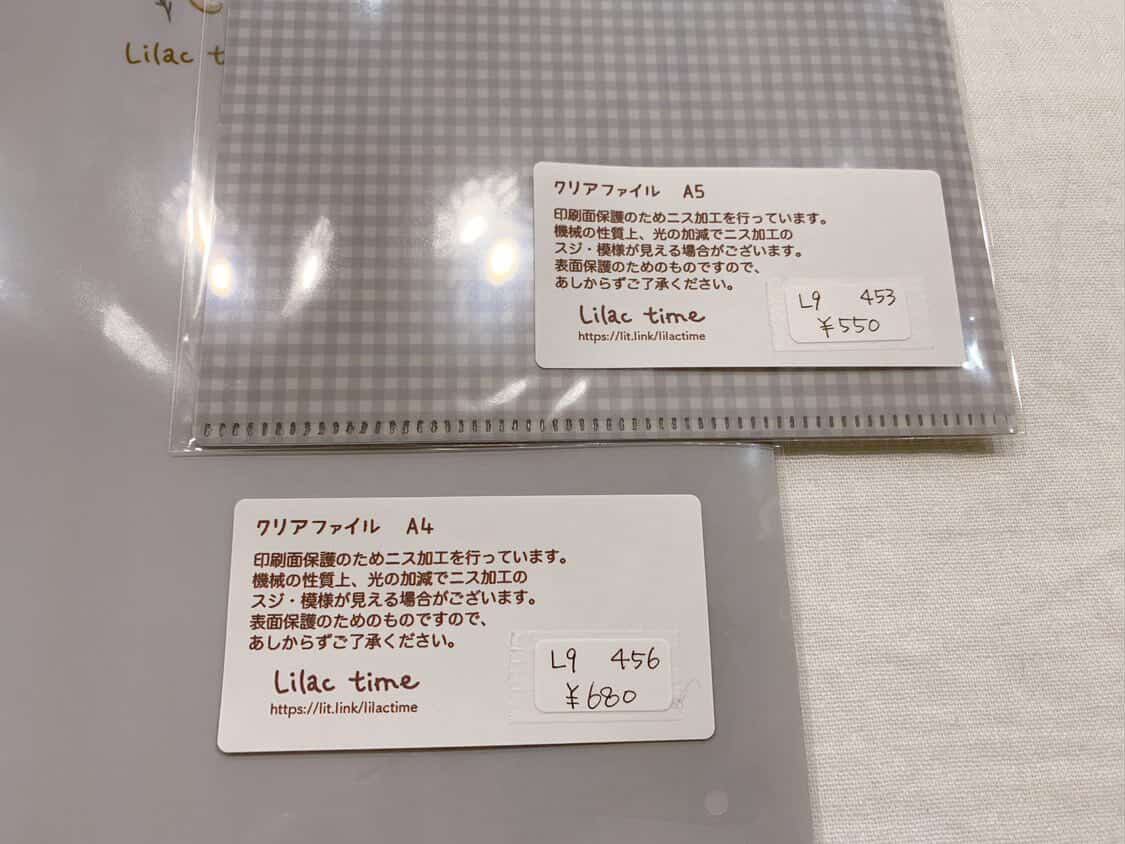 Lilac t
クリアファイル A5
印刷面保護のためニス加工を行っています。
機械の性質上、光の加減でニス加工の
スジ・模様が見える場合がございます。
表面保護のためのものですので、
あしからずご了承ください。
Lilac time
https://lit.link/lilactime
L9 453
¥550
クリアファイル A4
印刷面保護のためニス加工を行っています。
機械の性質上、光の加減でニス加工の
スジ・模様が見える場合がございます。
表面保護のためのものですので、
あしからずご了承ください。
Lilac time
https://lit.link/lilactime
L9 456
¥680